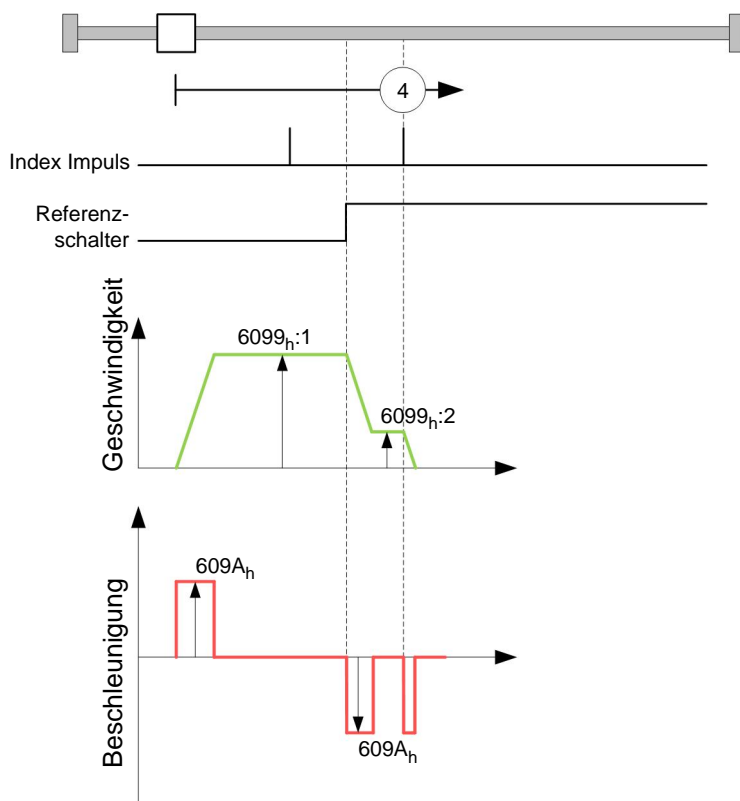 4
Index Impuls
Referenz-
schalter
Geschwindigkeit
6099h:1
6099h:2
Beschleunigung
609Ah
609Ah